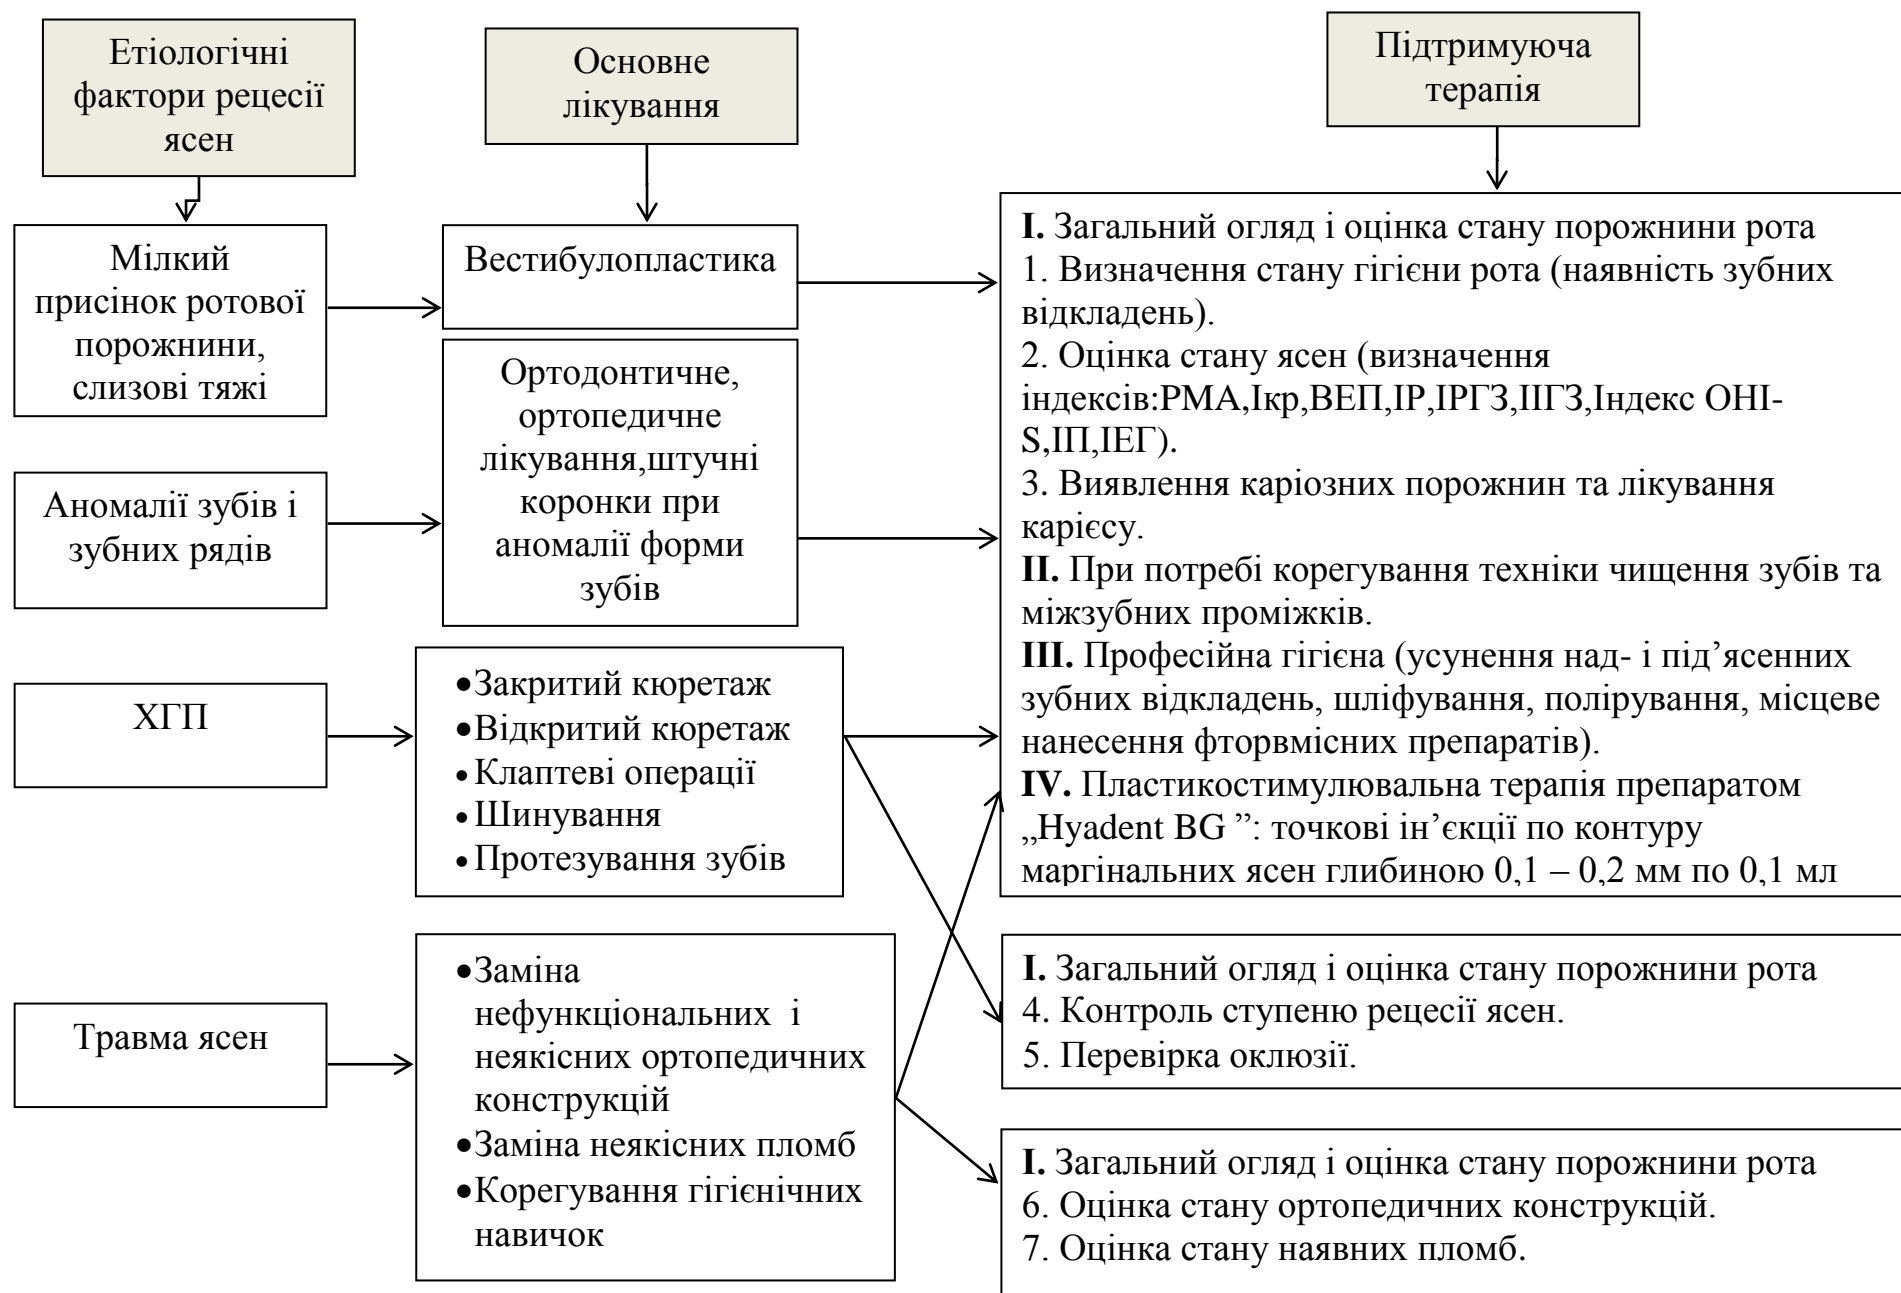 Етіологічні
фактори рецесії
ясен
Основне
лікування
Підтримуюча
терапія
Мілкий
присінок ротової
порожнини,
слизові тяжі
Вестибулопластика
Аномалії зубів і
зубних рядів
Ортодонтичне,
ортопедичне
лікування,штучні
коронки при
аномалії форми
зубів
ХГП
•Закритий кюретаж
•Відкритий кюретаж
• Клаптеві операції
• Шинування
• Протезування зубів
Травма ясен
•Заміна
нефункціональних і
неякісних ортопедичних
конструкцій
•Заміна неякісних пломб
•Корегування гігієнічних
навичок
I. Загальний огляд і оцінка стану порожнини рота
1. Визначення стану гігієни рота (наявність зубних
відкладень).
2. Оцінка стану ясен (визначення
індексів:РМА,Ікр,ВЕП,ІР,ІРГЗ,ІІГЗ,Індекс OHI-
S,ІП,ІЕГ).
3. Виявлення каріозних порожнин та лікування
карієсу.
II. При потребі корегування техніки чищення зубів та
міжзубних проміжків.
III. Професійна гігієна (усунення над- і під’ясенних
зубних відкладень, шліфування, полірування, місцеве
нанесення фторвмісних препаратів).
IV. Пластикостимулювальна терапія препаратом
„Hyadent BG ”: точкові ін’єкції по контуру
маргінальних ясен глибиною 0,1 – 0,2 мм по 0,1 мл
I. Загальний огляд і оцінка стану порожнини рота
4. Контроль ступеню рецесії ясен.
5. Перевірка оклюзії.
I. Загальний огляд і оцінка стану порожнини рота
6. Оцінка стану ортопедичних конструкцій.
7. Оцінка стану наявних пломб.